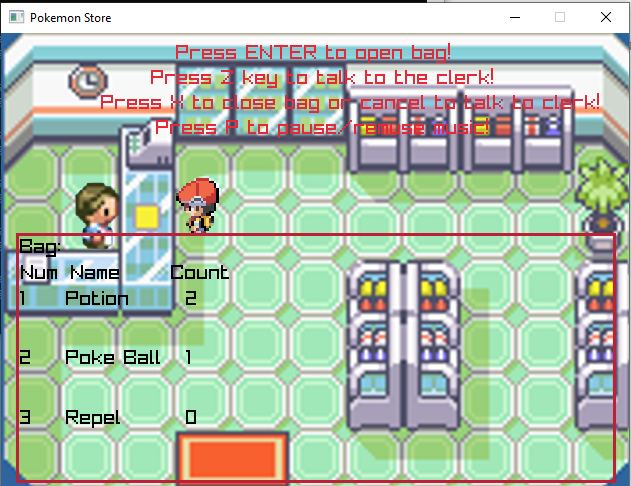 Pokemon Store
Press ENTER to open bag!
Press Z key to talk to the clerk!
Press X to close bag or cancel to talk to clerk!
Press P to pause/remuse music!
Bag:
Num Name Count
1 Potion 2
2 Poke Ball 1
3 Repel 0